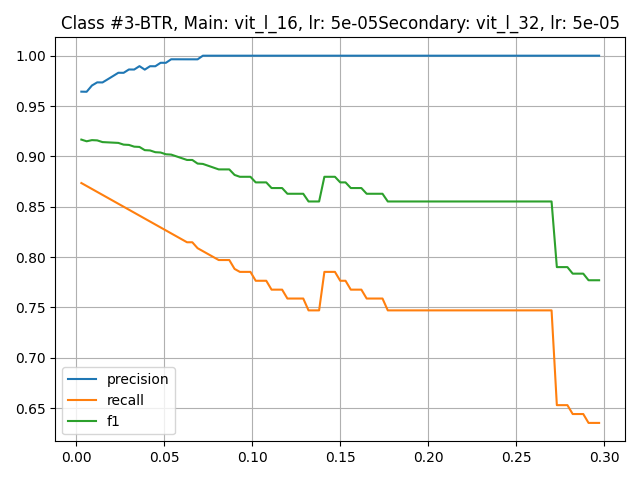 Class #3-BTR, Main: vit_l_16, lr: 5e-05Secondary: vit_l_32, lr: 5e-05
1.00
0.95
0.90
0.85
0.80
0.75
0.70
0.65
precision
recall
f1
0.00 0.05 0.10 0.15 0.20 0.25 0.30